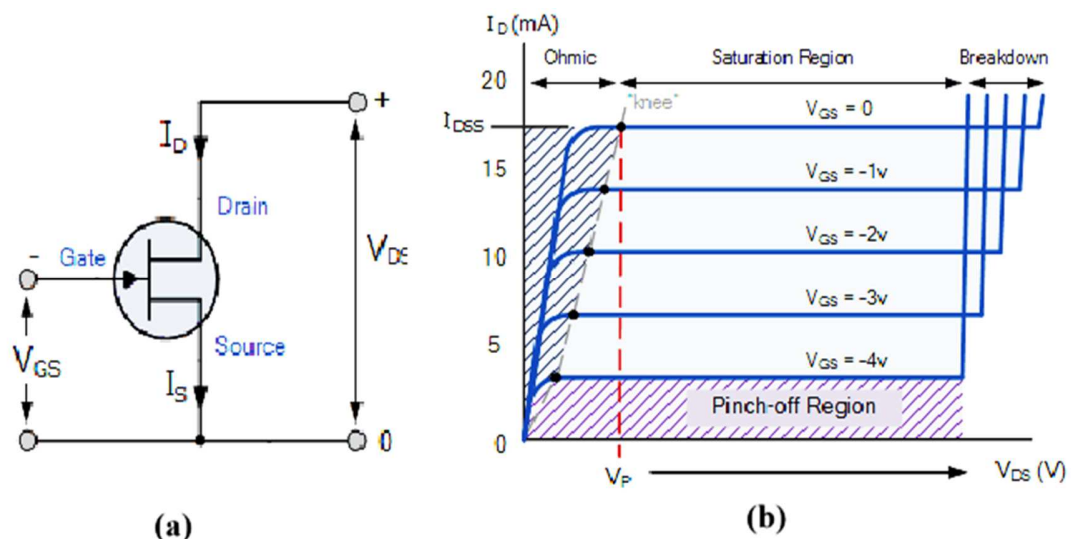 I_D
+
Drain
-
Gate
V_DS
V_GS
Source
I_S
0
(a)
I_D (mA)
Ohmic
Saturation Region
Breakdown
20
"knee"
V_GS = 0
I_DSS
15
V_GS = -1v
V_GS = -2v
10
V_GS = -3v
5
V_GS = -4v
Pinch-off Region
0
V_P
V_DS (V)
(b)